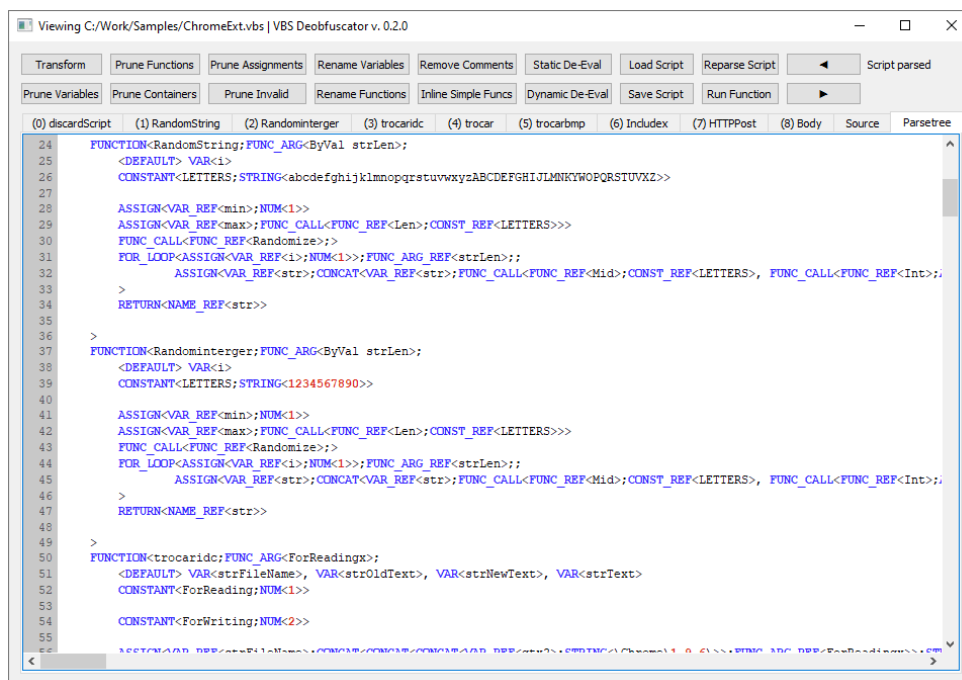 Viewing C:/Work/Samples/ChromeExt.vbs | VBS Deobfuscator v. 0.2.0
Transform Prune Functions Prune Assignments Rename Variables Remove Comments Static De-Eval Load Script Reparse Script ◄ Script parsed
Prune Variables Prune Containers Prune Invalid Rename Functions Inline Simple Funcs Dynamic De-Eval Save Script Run Function ►
(0) discardScript (1) RandomString (2) Randominterger (3) trocaridc (4) trocar (5) trocarbmp (6) Includex (7) HTTPPost (8) Body Source Parsetree
24 FUNCTION<RandomString;FUNC_ARG<ByVal strLen>;
25 <DEFAULT> VAR<i>
26 CONSTANT<LETTERS;STRING<abcdefghijklmnopqrstuvwxyzABCDEFGHIJLMNKYWOPQRSTUVXZ>>
27
28 ASSIGN<VAR_REF<min>;NUM<1>>
29 ASSIGN<VAR_REF<max>;FUNC_CALL<FUNC_REF<Len>;CONST_REF<LETTERS>>>
30 FUNC_CALL<FUNC_REF<Randomize>;>
31 FOR_LOOP<ASSIGN<VAR_REF<i>;NUM<1>>;FUNC_ARG_REF<strLen>;;
32 ASSIGN<VAR_REF<str>;CONCAT<VAR_REF<str>;FUNC_CALL<FUNC_REF<Mid>;CONST_REF<LETTERS>, FUNC_CALL<FUNC_REF<Int>;
33 >
34 RETURN<NAME_REF<str>>
35
36 >
37 FUNCTION<Randominterger;FUNC_ARG<ByVal strLen>;
38 <DEFAULT> VAR<i>
39 CONSTANT<LETTERS;STRING<1234567890>>
40
41 ASSIGN<VAR_REF<min>;NUM<1>>
42 ASSIGN<VAR_REF<max>;FUNC_CALL<FUNC_REF<Len>;CONST_REF<LETTERS>>>
43 FUNC_CALL<FUNC_REF<Randomize>;>
44 FOR_LOOP<ASSIGN<VAR_REF<i>;NUM<1>>;FUNC_ARG_REF<strLen>;;
45 ASSIGN<VAR_REF<str>;CONCAT<VAR_REF<str>;FUNC_CALL<FUNC_REF<Mid>;CONST_REF<LETTERS>, FUNC_CALL<FUNC_REF<Int>;
46 >
47 RETURN<NAME_REF<str>>
48
49 >
50 FUNCTION<trocaridc;FUNC_ARG<ForReadingx>;
51 <DEFAULT> VAR<strFileName>, VAR<strOldText>, VAR<strNewText>, VAR<strText>
52 CONSTANT<ForReading;NUM<1>>
53
54 CONSTANT<ForWriting;NUM<2>>
55